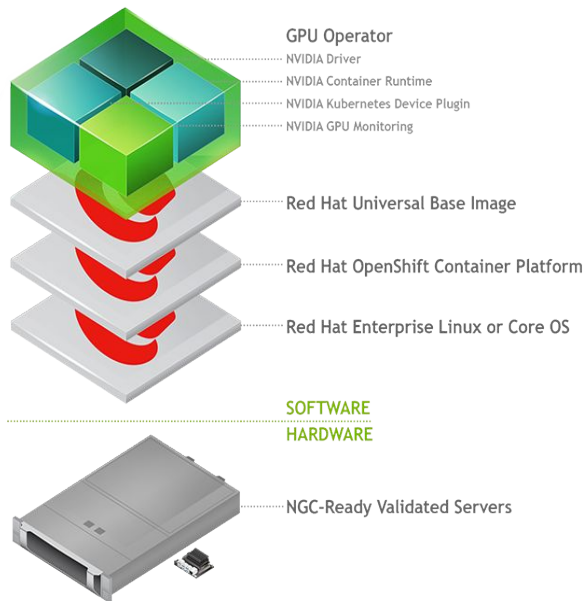 GPU Operator
NVIDIA Driver
NVIDIA Container Runtime
NVIDIA Kubernetes Device Plugin
NVIDIA GPU Monitoring
Red Hat Universal Base Image
Red Hat OpenShift Container Platform
Red Hat Enterprise Linux or Core OS
SOFTWARE
HARDWARE
NGC-Ready Validated Servers